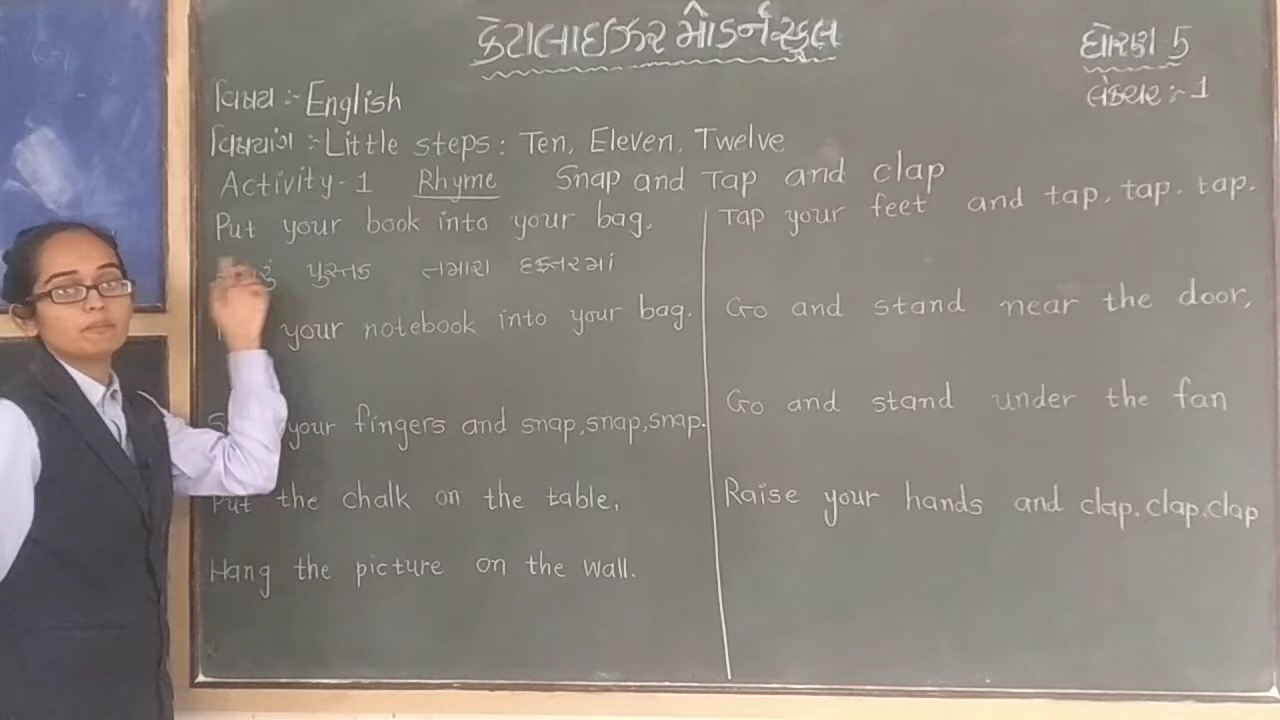 કેટાલાઇઝર મોડર્ન સ્કુલ
ધોરણ 5
લેક્ચર :- 1
વિષય :- English
વિષયાંગ :- Little steps: Ten, Eleven, Twelve
Activity-1 Rhyme Snap and Tap and clap
Put your book into your bag.
પુસ્તક તમારા દફતરમાં
your notebook into your bag.
your fingers and snap,snap,snap.
Put the chalk on the table,
Hang the picture on the wall.
Tap your feet and tap, tap, tap.
Go and stand near the door,
Go and stand under the fan
Raise your hands and clap, clap, clap